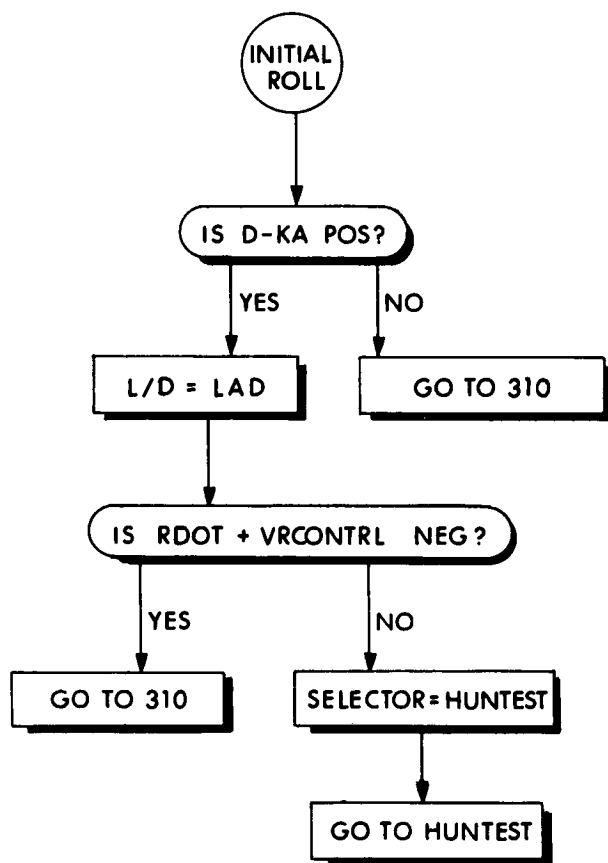 INITIAL
ROLL
IS D-KA POS?
YES
NO
L/D = LAD
GO TO 310
IS RDOT + VRCONTRL NEG?
YES
NO
GO TO 310
SELECTOR = HUNTEST
GO TO HUNTEST